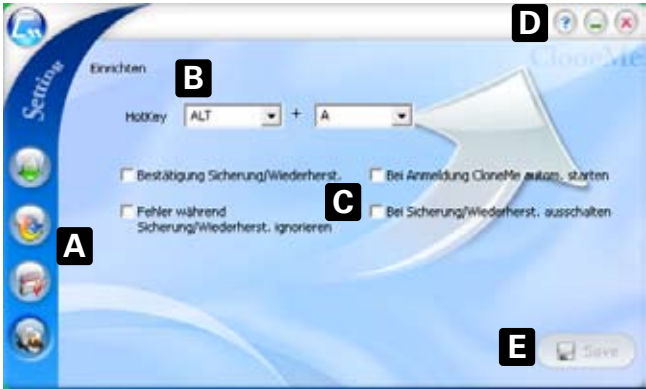 D
?
CloneMe
Setting
Einrichten
B
HotKey ALT + A
Bestätigung Sicherung/Wiederherst.
Bei Anmeldung CloneMe autom. starten
C
Fehler während
Sicherung/Wiederherst. ignorieren
Bei Sicherung/Wiederherst. ausschalten
A
E
Save